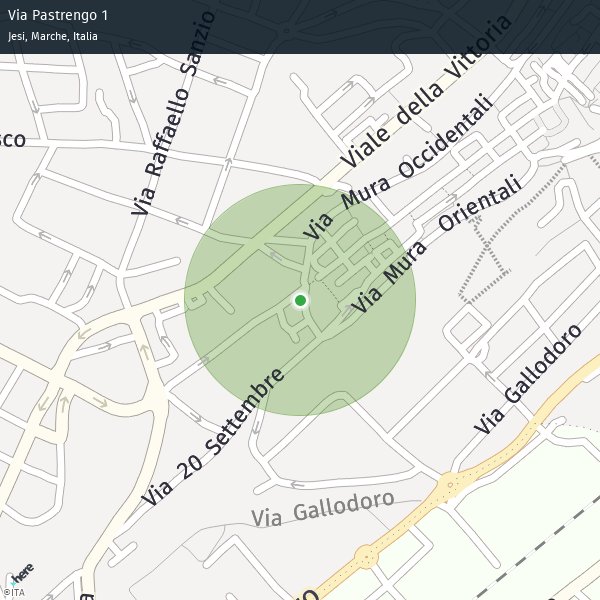 Via Pastrengo 1
Jesi, Marche, Italia
sco
Via Raffaello Sanzio
Viale della Vittoria
Via Mura Occidentali
Via Mura Orientali
Via 20 Settembre
Via Gallodoro
Via Gallodoro
here
©ITA